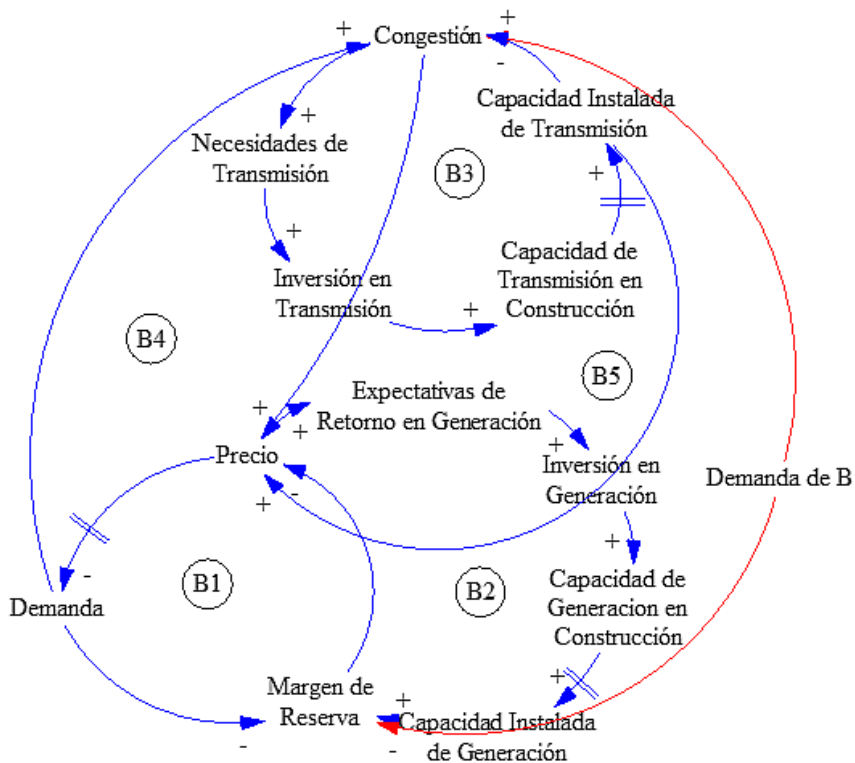 +
Congestión
+
-
Capacidad Instalada
de Transmisión
+
Necesidades de
Transmisión
B3
+
+
Capacidad de
Transmisión en
Construcción
Inversión en
Transmisión
+
B4
B5
Expectativas de
Retorno en Generación
+
+
+
Precio
Inversión en
Generación
Demanda de B
+
-
+
-
B1
B2
Capacidad de
Generacion en
Construcción
Demanda
+
Margen de
Reserva
+
Capacidad Instalada
de Generación
-
-